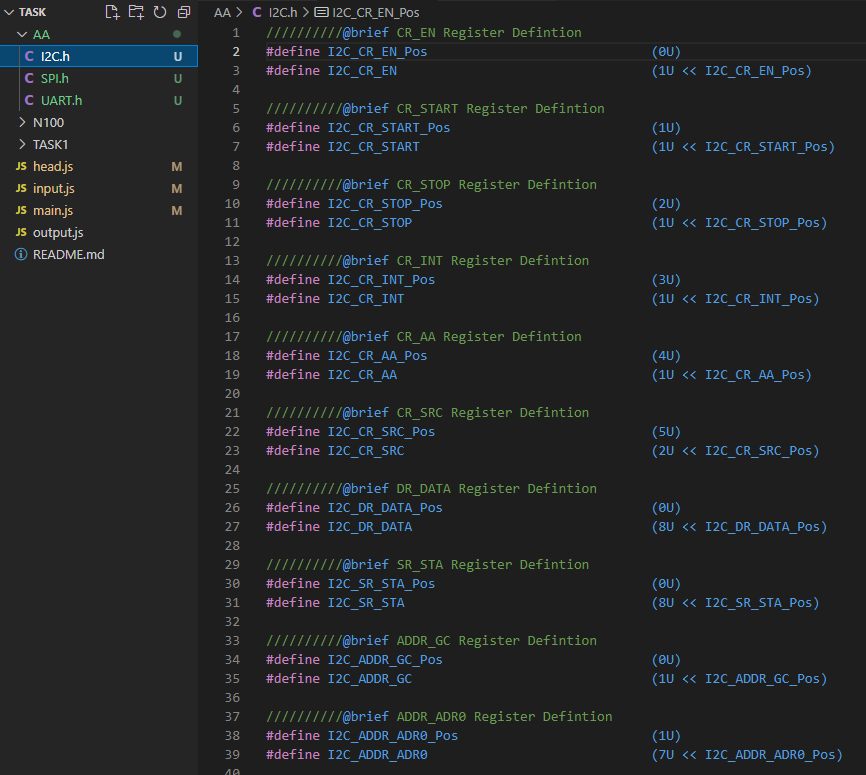 TASK
AA
C I2C.h U
C SPI.h U
C UART.h U
N100
TASK1
JS head.js M
JS input.js M
JS main.js M
JS output.js
README.md
AA > C I2C.h > I2C_CR_EN_Pos
1 //////////@brief CR_EN Register Defintion
2 #define I2C_CR_EN_Pos (0U)
3 #define I2C_CR_EN (1U << I2C_CR_EN_Pos)
4
5 //////////@brief CR_START Register Defintion
6 #define I2C_CR_START_Pos (1U)
7 #define I2C_CR_START (1U << I2C_CR_START_Pos)
8
9 //////////@brief CR_STOP Register Defintion
10 #define I2C_CR_STOP_Pos (2U)
11 #define I2C_CR_STOP (1U << I2C_CR_STOP_Pos)
12
13 //////////@brief CR_INT Register Defintion
14 #define I2C_CR_INT_Pos (3U)
15 #define I2C_CR_INT (1U << I2C_CR_INT_Pos)
16
17 //////////@brief CR_AA Register Defintion
18 #define I2C_CR_AA_Pos (4U)
19 #define I2C_CR_AA (1U << I2C_CR_AA_Pos)
20
21 //////////@brief CR_SRC Register Defintion
22 #define I2C_CR_SRC_Pos (5U)
23 #define I2C_CR_SRC (2U << I2C_CR_SRC_Pos)
24
25 //////////@brief DR_DATA Register Defintion
26 #define I2C_DR_DATA_Pos (0U)
27 #define I2C_DR_DATA (8U << I2C_DR_DATA_Pos)
28
29 //////////@brief SR_STA Register Defintion
30 #define I2C_SR_STA_Pos (0U)
31 #define I2C_SR_STA (8U << I2C_SR_STA_Pos)
32
33 //////////@brief ADDR_GC Register Defintion
34 #define I2C_ADDR_GC_Pos (0U)
35 #define I2C_ADDR_GC (1U << I2C_ADDR_GC_Pos)
36
37 //////////@brief ADDR_ADR0 Register Defintion
38 #define I2C_ADDR_ADR0_Pos (1U)
39 #define I2C_ADDR_ADR0 (7U << I2C_ADDR_ADR0_Pos)
40